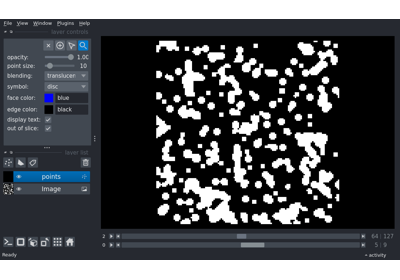 File View Window Plugins Help
layer controls
opacity: 1.00
point size: 10
blending: translucen
symbol: disc
face color: blue
edge color: black
display text:
out of slice:
layer list
points
Image
2 64 127
0 5 9
Ready activity